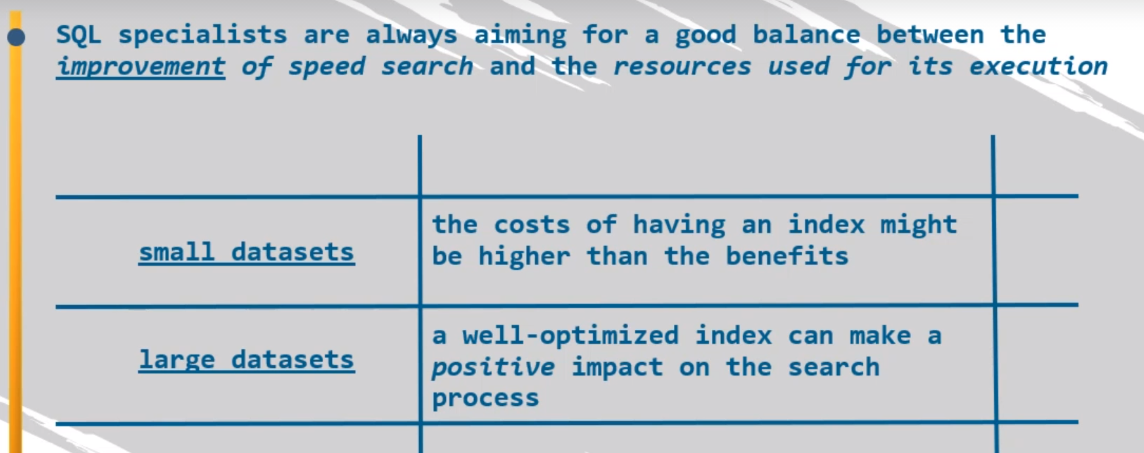 SQL specialists are always aiming for a good balance between the
improvement of speed search and the resources used for its execution
small datasets
the costs of having an index might
be higher than the benefits
large datasets
a well-optimized index can make a
positive impact on the search
process